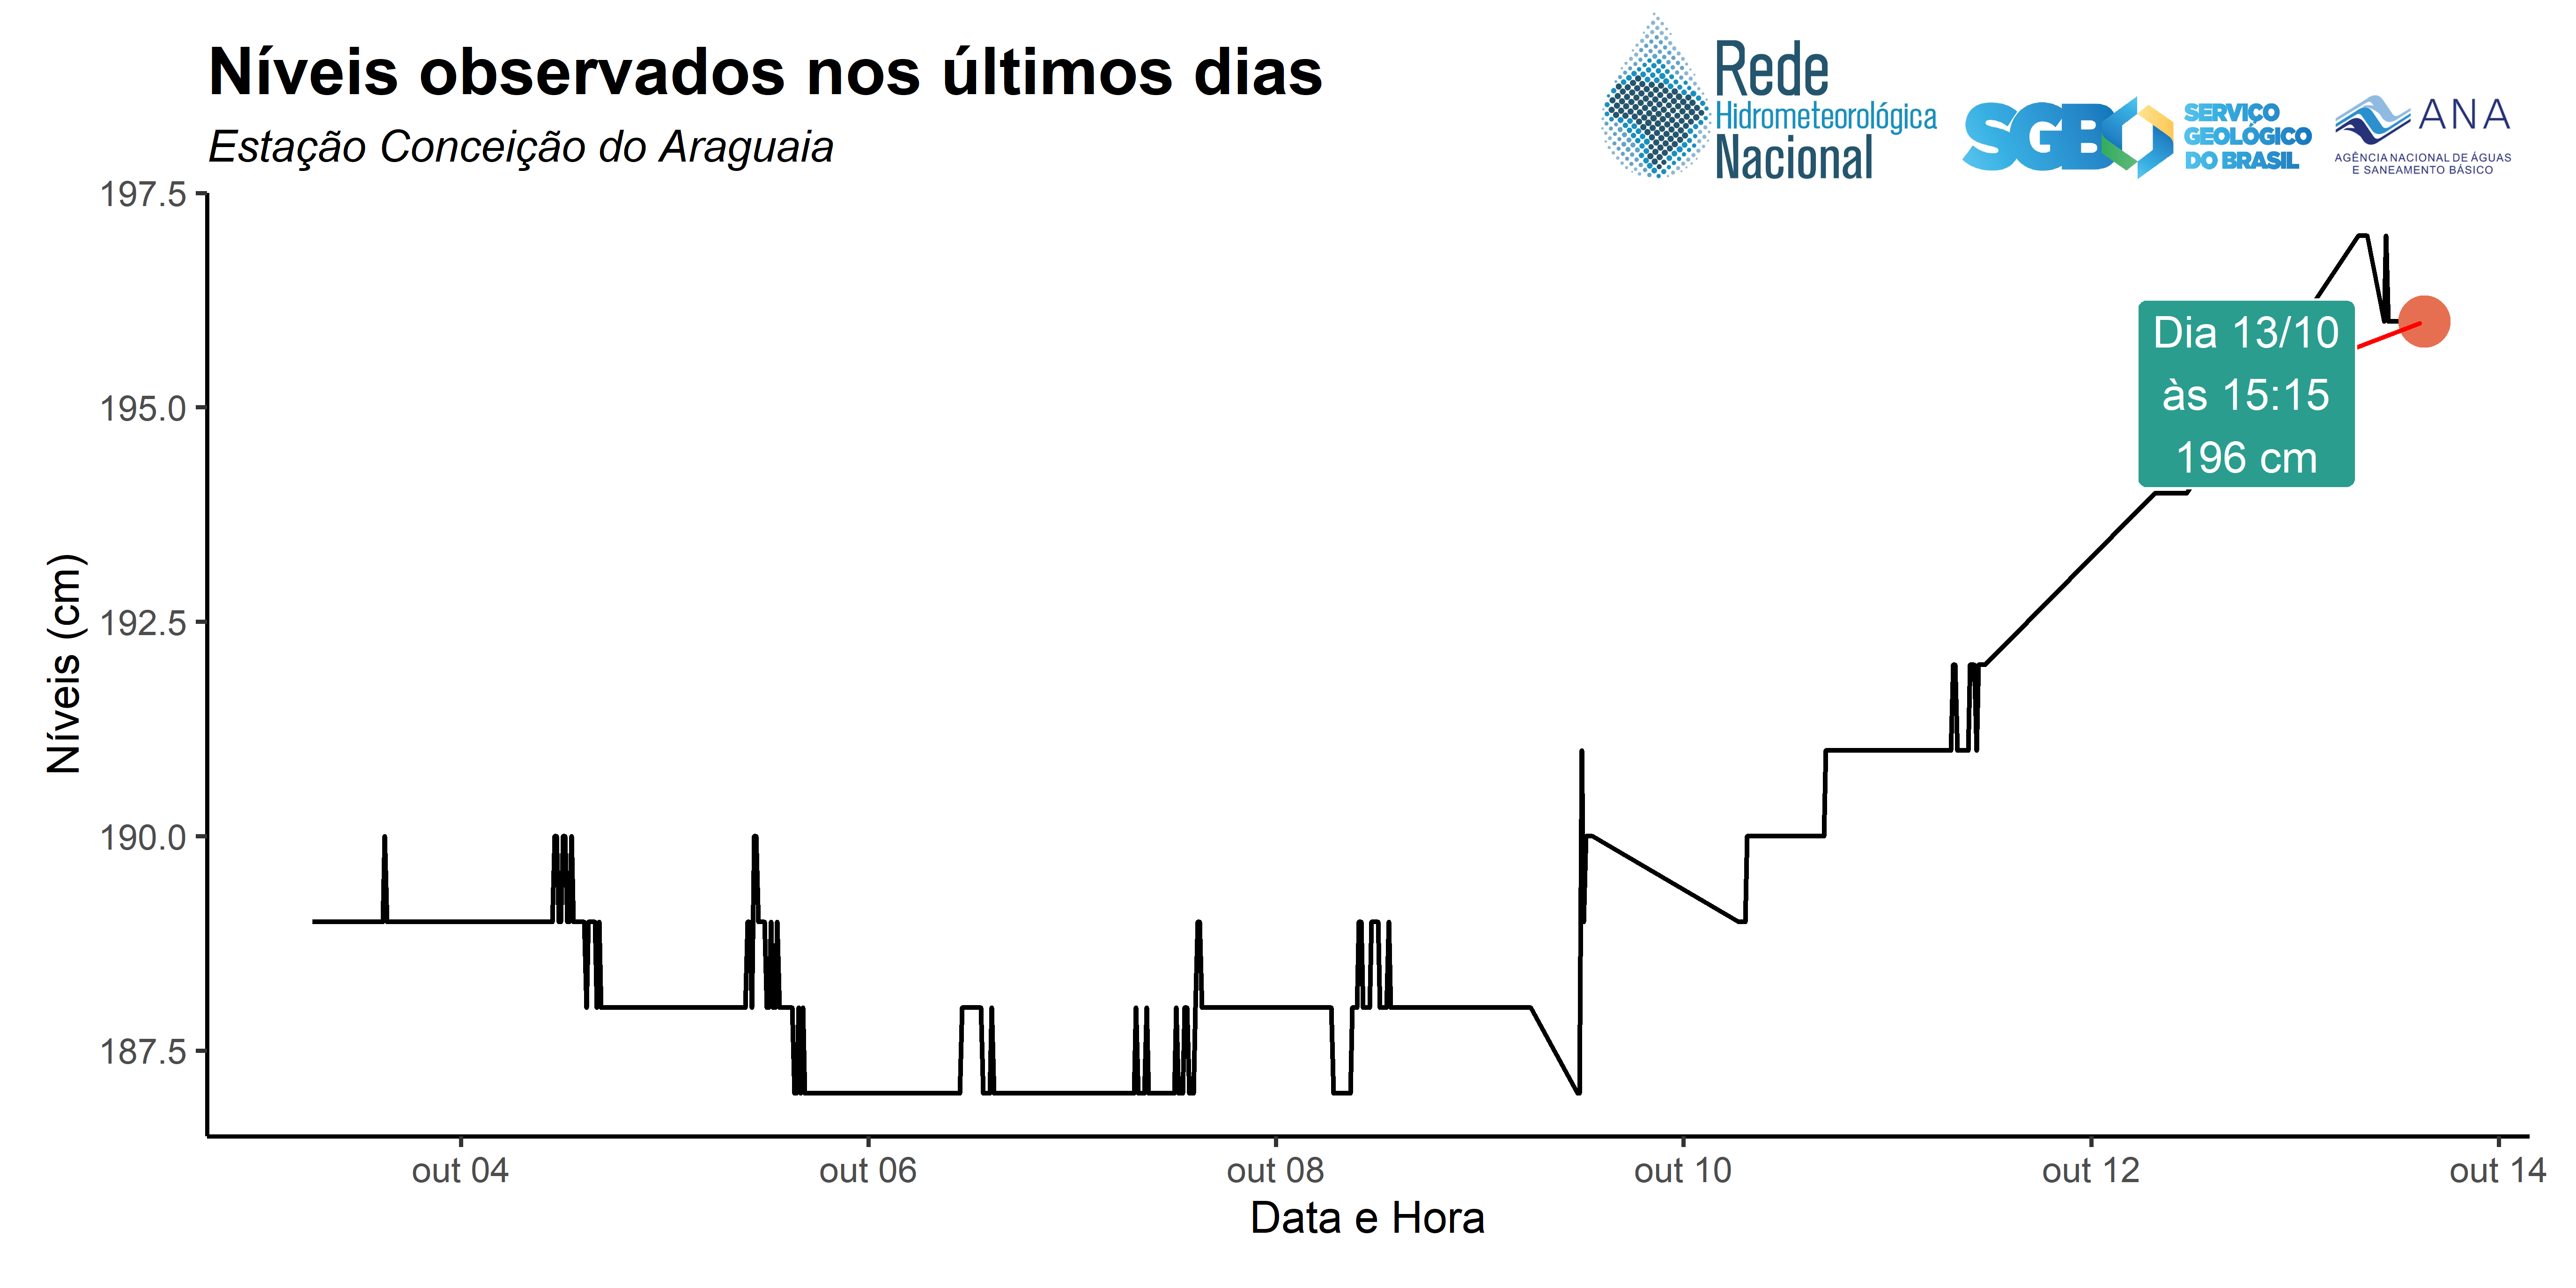 Níveis observados nos últimos dias
Estação Conceição do Araguaia
Rede
Hidrometeorológica
Nacional
SGB
SERVIÇO
GEOLÓGICO
DO BRASIL
ANA
AGÊNCIA NACIONAL DE ÁGUAS
E SANEAMENTO BÁSICO
197.5
195.0
192.5
190.0
187.5
Níveis (cm)
Dia 13/10
às 15:15
196 cm
out 04
out 06
out 08
out 10
out 12
out 14
Data e Hora